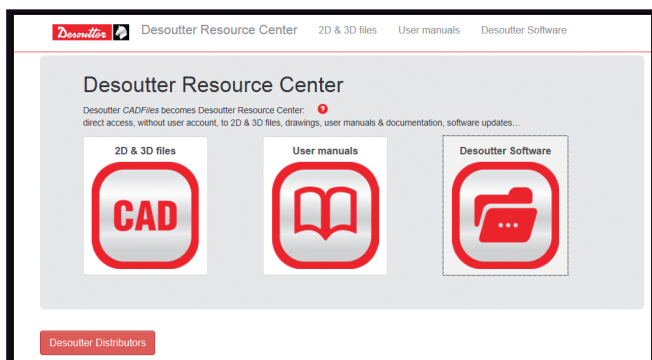 Desoutter Desoutter Resource Center 2D & 3D files User manuals Desoutter Software
Desoutter Resource Center
Desoutter CADFiles becomes Desoutter Resource Center: ?
direct access, without user account, to 2D & 3D files, drawings, user manuals & documentation, software updates...
2D & 3D files User manuals Desoutter Software
CAD
Desoutter Distributors